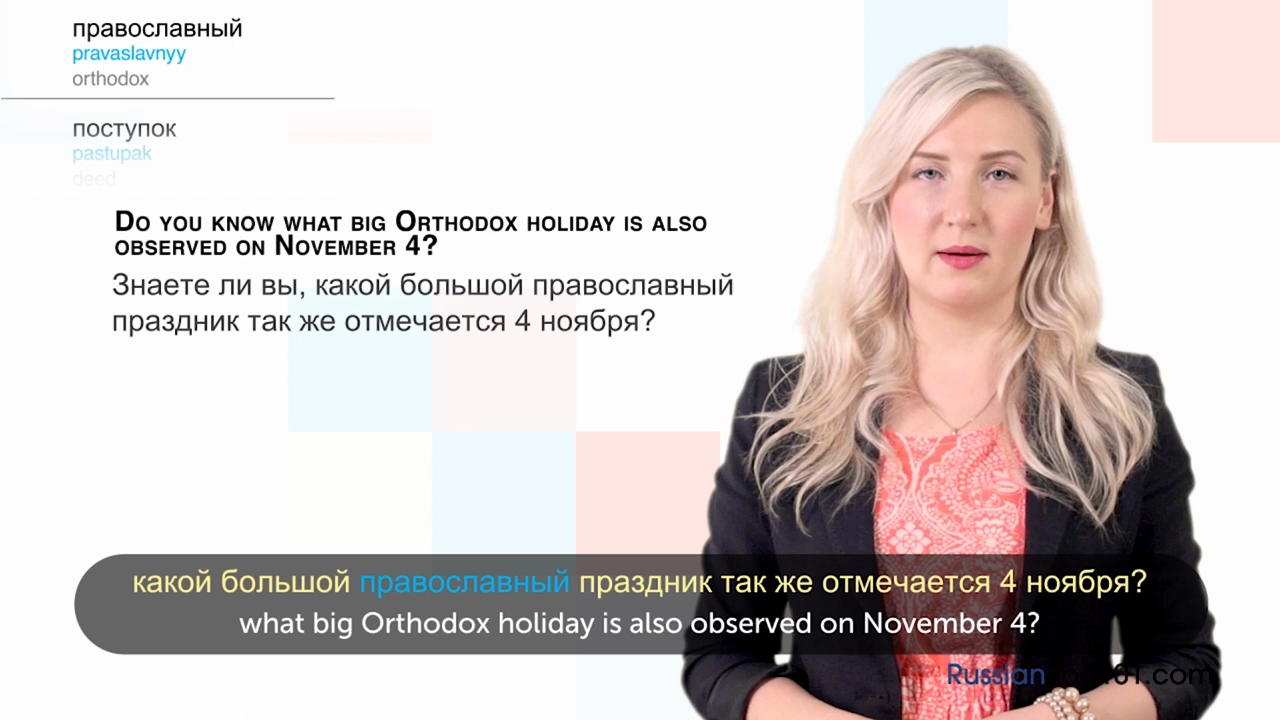 православный
pravaslavnyy
orthodox
поступок
pastupak
deed
Do you know what big Orthodox holiday is also
observed on November 4?
Знаете ли вы, какой большой православный
праздник так же отмечается 4 ноября?
какой большой православный праздник так же отмечается 4 ноября?
what big Orthodox holiday is also observed on November 4?